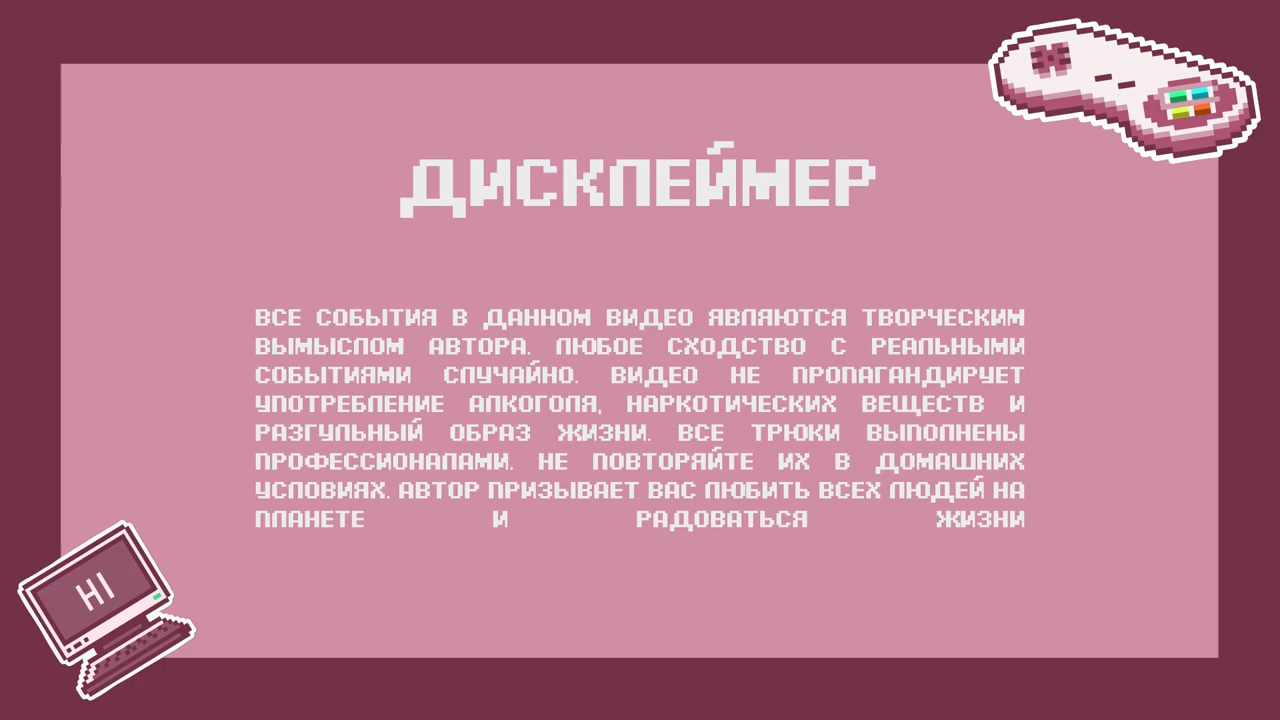 ДИСКЛЕЙМЕР
ВСЕ СОБЫТИЯ В ДАННОМ ВИДЕО ЯВЛЯЮТСЯ ТВОРЧЕСКИМ
ВЫМЫСЛОМ АВТОРА. ЛЮБОЕ СХОДСТВО С РЕАЛЬНЫМИ
СОБЫТИЯМИ СЛУЧАЙНО. ВИДЕО НЕ ПРОПАГАНДИРУЕТ
УПОТРЕБЛЕНИЕ АЛКОГОЛЯ, НАРКОТИЧЕСКИХ ВЕЩЕСТВ И
РАЗГУЛЬНЫЙ ОБРАЗ ЖИЗНИ. ВСЕ ТРЮКИ ВЫПОЛНЕНЫ
ПРОФЕССИОНАЛАМИ. НЕ ПОВТОРЯЙТЕ ИХ В ДОМАШНИХ
УСЛОВИЯХ. АВТОР ПРИЗЫВАЕТ ВАС ЛЮБИТЬ ВСЕХ ЛЮДЕЙ НА
ПЛАНЕТЕ И РАДОВАТЬСЯ ЖИЗНИ
HI